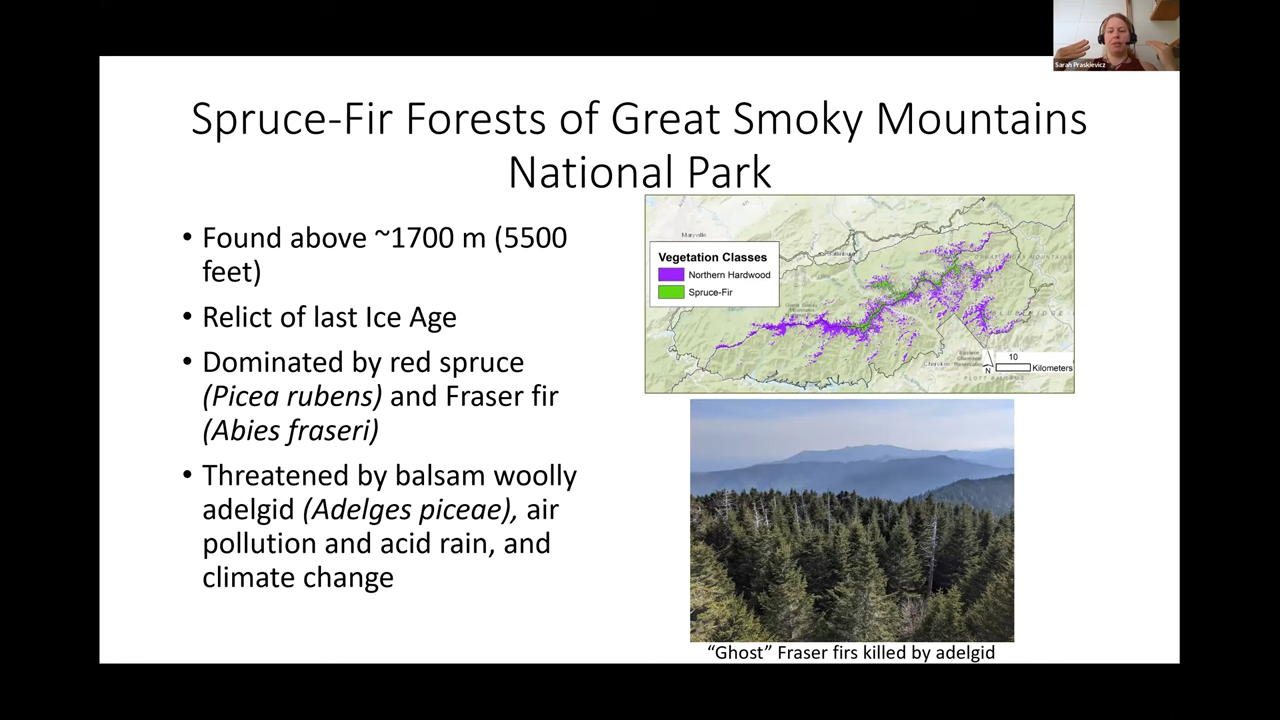 Sarah Praskievicz
Spruce-Fir Forests of Great Smoky Mountains
National Park
• Found above ~1700 m (5500
feet)
• Relict of last Ice Age
• Dominated by red spruce
(Picea rubens) and Fraser fir
(Abies fraseri)
• Threatened by balsam woolly
adelgid (Adelges piceae), air
pollution and acid rain, and
climate change
Maryville
Vegetation Classes
Northern Hardwood
Spruce-Fir
Cherokee
N
10
Kilometers
“Ghost” Fraser firs killed by adelgid